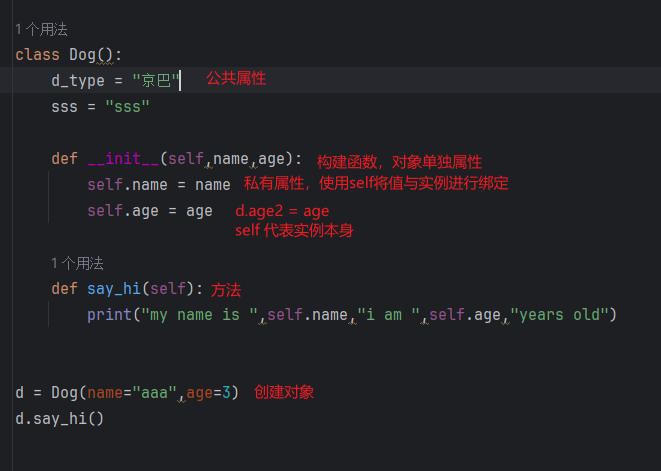 1 个用法
class Dog():
d_type = "京巴" 公共属性
sss = "sss"
def __init__(self,name,age): 构建函数，对象单独属性
self.name = name 私有属性，使用self将值与实例进行绑定
self.age = age d.age2 = age
self 代表实例本身
1 个用法
def say_hi(self): 方法
print("my name is ",self.name,"i am ",self.age,"years old")
d = Dog(name="aaa",age=3) 创建对象
d.say_hi()